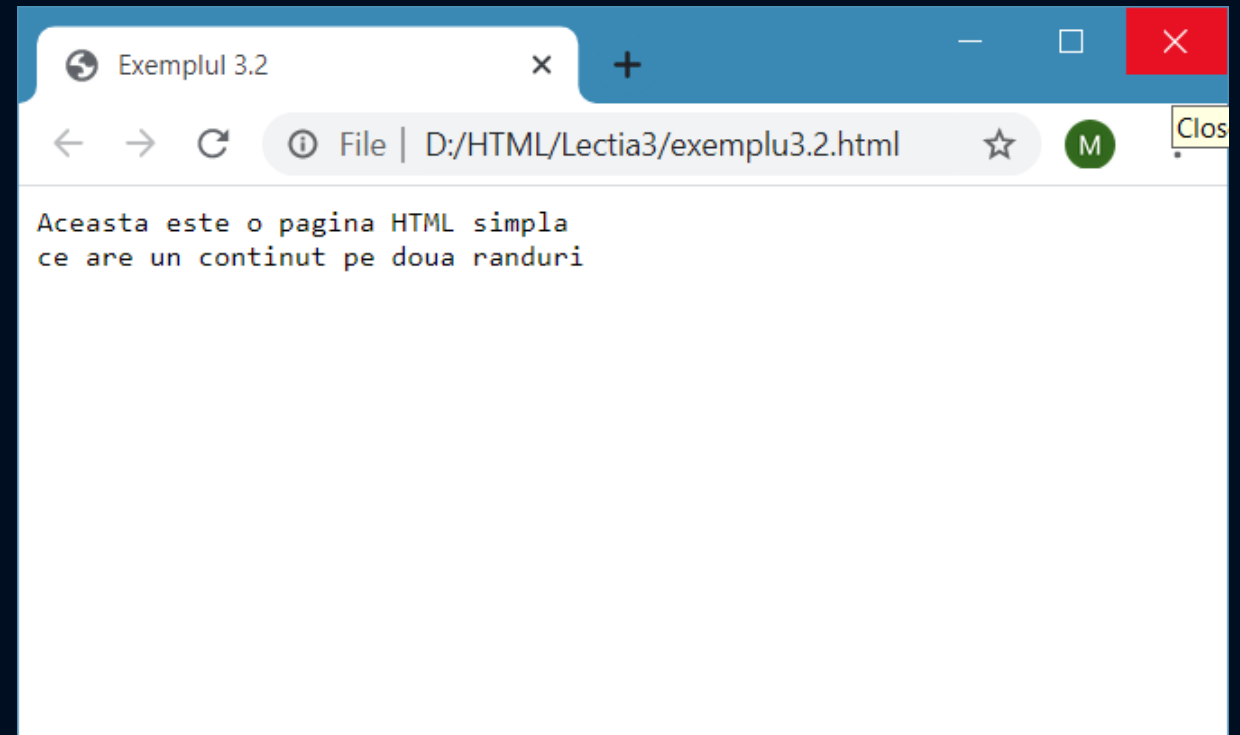 Exemplul 3.2
File | D:/HTML/Lectia3/exemplu3.2.html
M
Clos
Aceasta este o pagina HTML simpla
ce are un continut pe doua randuri